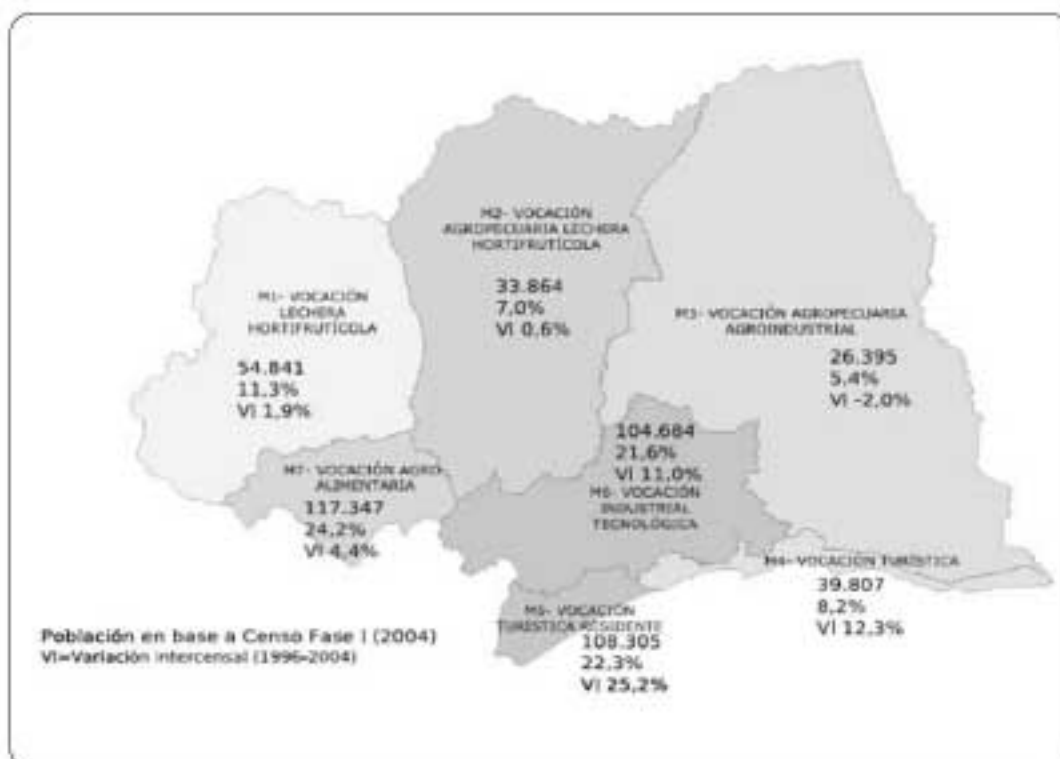 M2- VOCACIÓN
AGROPECUARIA LECHERA
HORTIFRUTÍCOLA
33.864
7,0%
VI 0,6%
M1- VOCACIÓN
LECHERA
HORTIFRUTÍCOLA
54.841
11,3%
VI 1,9%
M3- VOCACIÓN AGROPECUARIA
AGROINDUSTRIAL
26.395
5,4%
VI -2,0%
104.684
21,6%
VI 11,0%
M6- VOCACIÓN
INDUSTRIAL
TECNOLÓGICA
M7- VOCACIÓN AGRO-
ALIMENTARIA
117.347
24,2%
VI 4,4%
M4- VOCACIÓN TURÍSTICA
39.807
8,2%
VI 12,3%
M5- VOCACIÓN
TURÍSTICA RESIDENTE
108.305
22,3%
VI 25,2%
Población en base a Censo Fase I (2004)
VI=Variación intercensal (1996-2004)